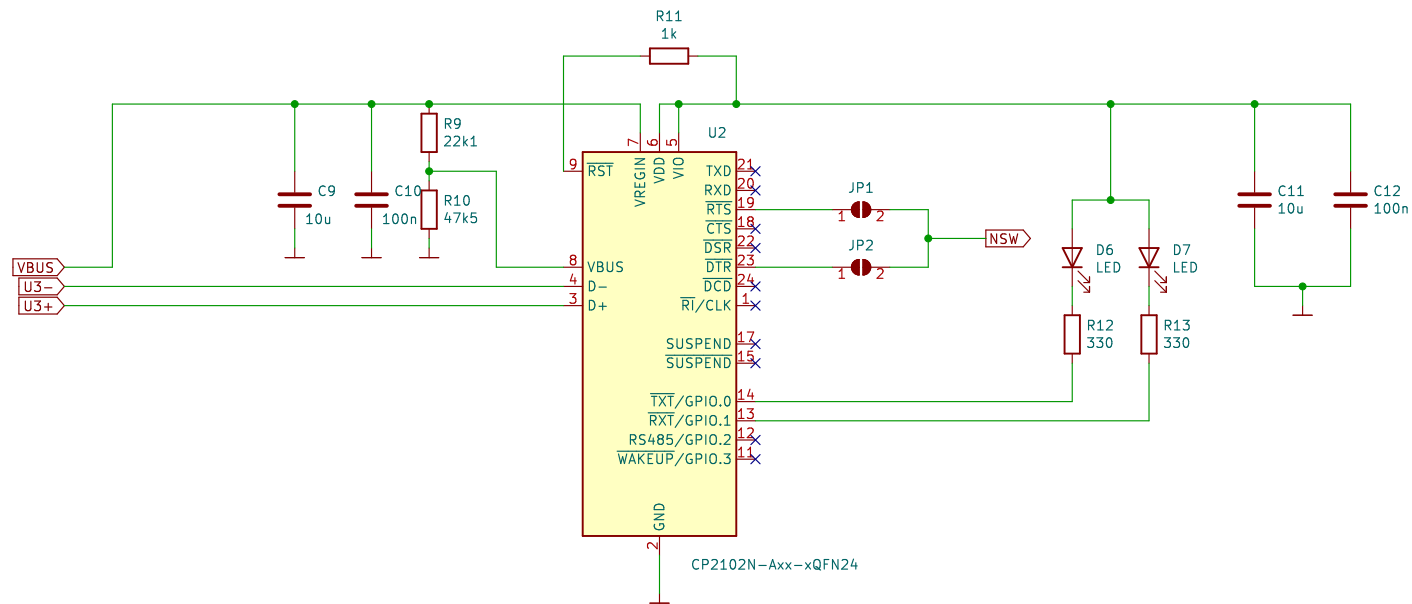 R11
1k
U2
R9
22k1
R10
47k5
C9
10u
C10
100n
VBUS
U3-
U3+
9
RST
8
VBUS
4
D-
3
D+
7
VREGIN
6
VDD
5
VIO
TXD
21
RXD
20
RTS
19
CTS
18
DSR
22
DTR
23
DCD
24
RI/CLK
1
SUSPEND
17
SUSPEND
15
TXT/GPIO.0
14
RXT/GPIO.1
13
RS485/GPIO.2
12
WAKEUP/GPIO.3
11
GND
2
CP2102N-Axx-xQFN24
JP1
1
2
JP2
1
2
NSW
D6
LED
D7
LED
R12
330
R13
330
C11
10u
C12
100n